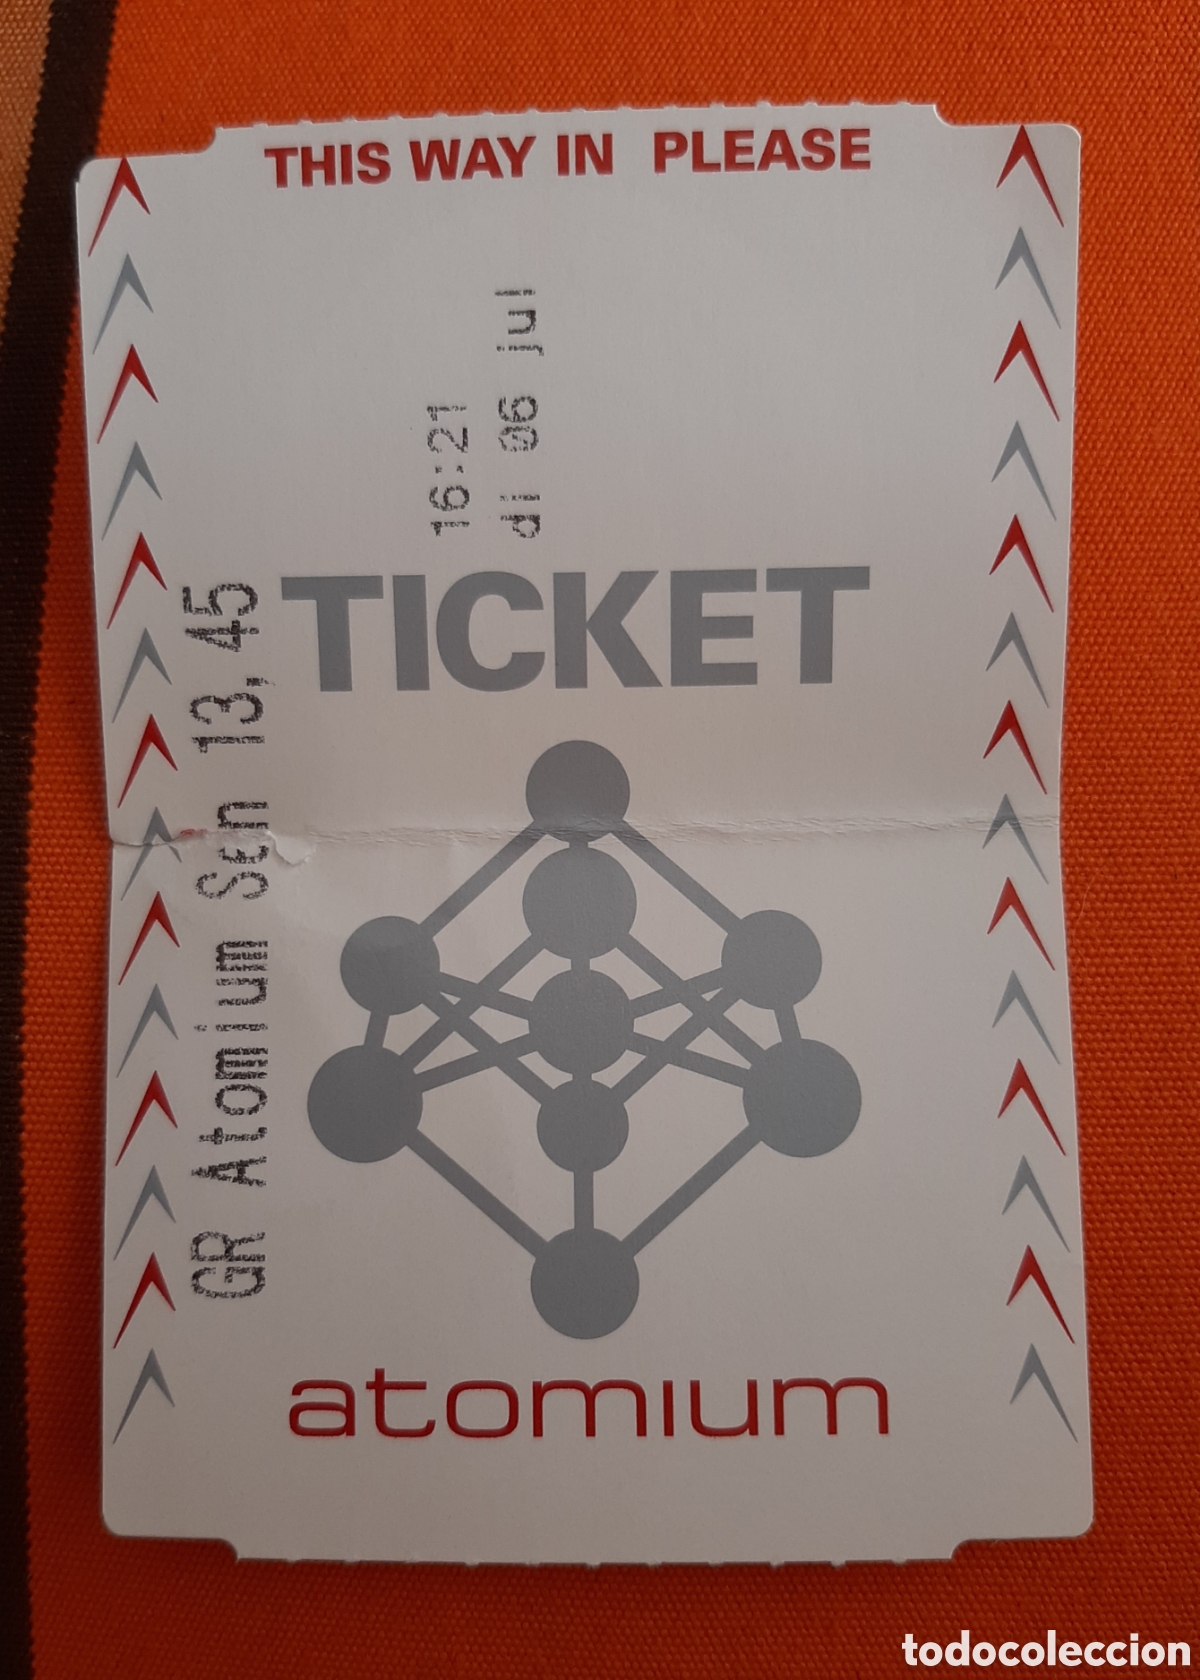 THIS WAY IN PLEASE
16:21
di 06 jul
TICKET
GR Atomium Sen 13,45
atomium
todocoleccion